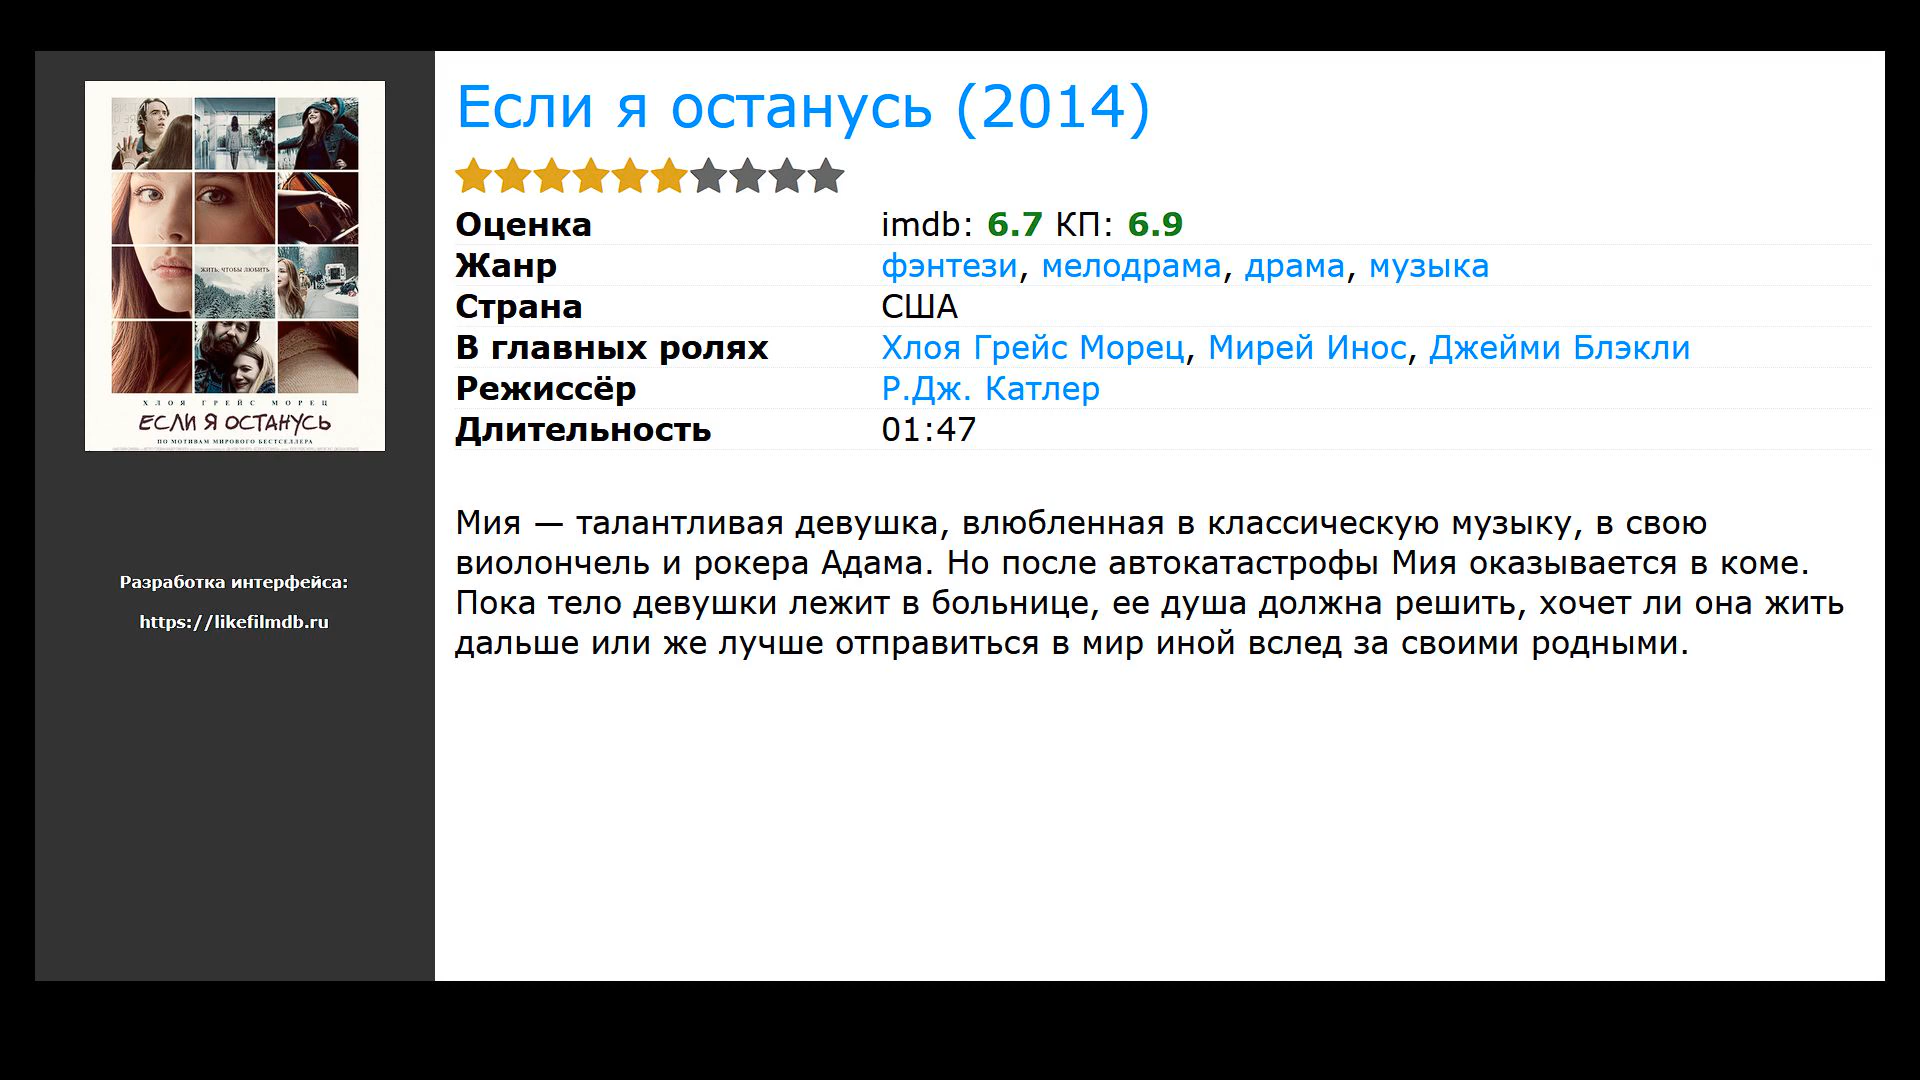 Если я останусь (2014)
Оценка imdb: 6.7 КП: 6.9
Жанр фэнтези, мелодрама, драма, музыка
Страна США
В главных ролях Хлоя Грейс Морец, Мирей Инос, Джейми Блэкли
Режиссёр Р.Дж. Катлер
Длительность 01:47
Мия — талантливая девушка, влюбленная в классическую музыку, в свою
виолончель и рокера Адама. Но после автокатастрофы Мия оказывается в коме.
Пока тело девушки лежит в больнице, ее душа должна решить, хочет ли она жить
дальше или же лучше отправиться в мир иной вслед за своими родными.
ЖИТЬ, ЧТОБЫ ЛЮБИТЬ
ХЛОЯ ГРЕЙС МОРЕЦ
ЕСЛИ Я ОСТАНУСЬ
ПО МОТИВАМ МИРОВОГО БЕСТСЕЛЛЕРА
Разработка интерфейса:
https://likefilmdb.ru